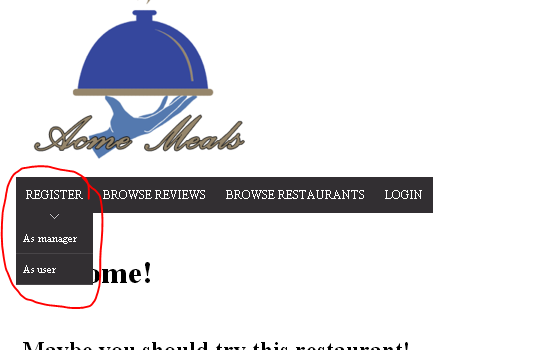 Acme Meals
REGISTER BROWSE REVIEWS BROWSE RESTAURANTS LOGIN
As manager
As user
ome!
Maybe you should try this restaurant!